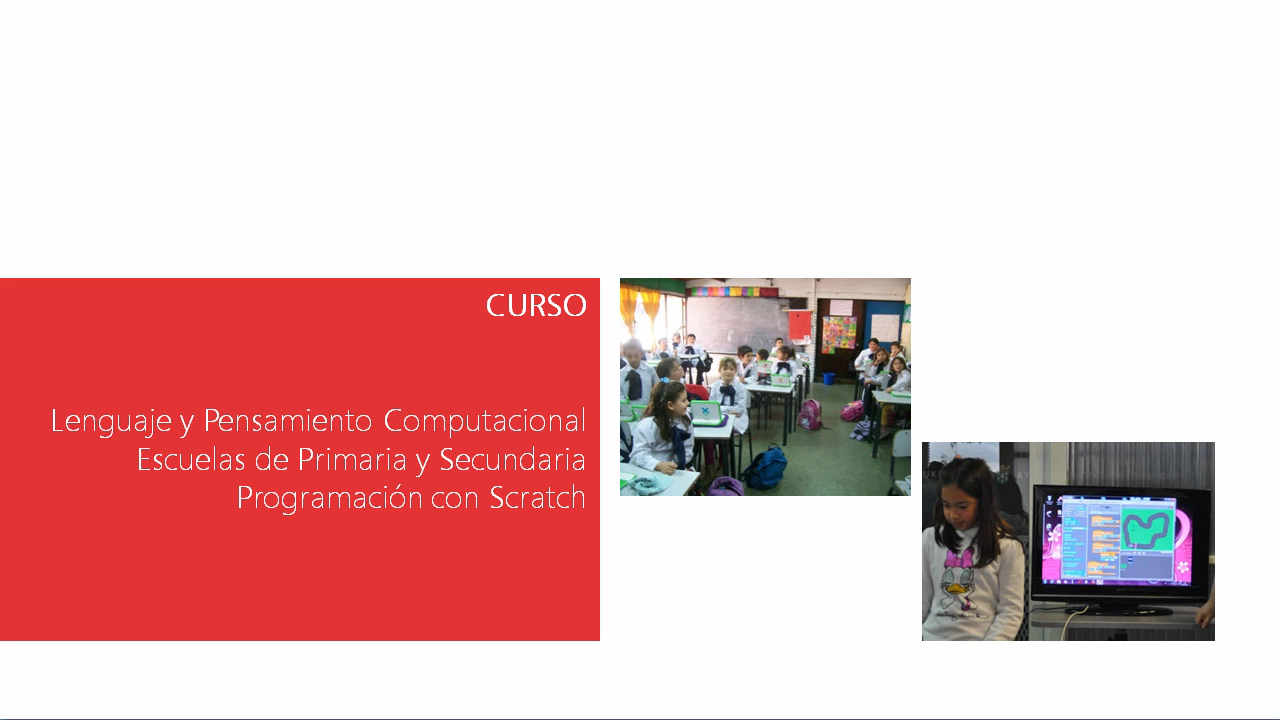 CURSO
Lenguaje y Pensamiento Computacional
Escuelas de Primaria y Secundaria
Programación con Scratch